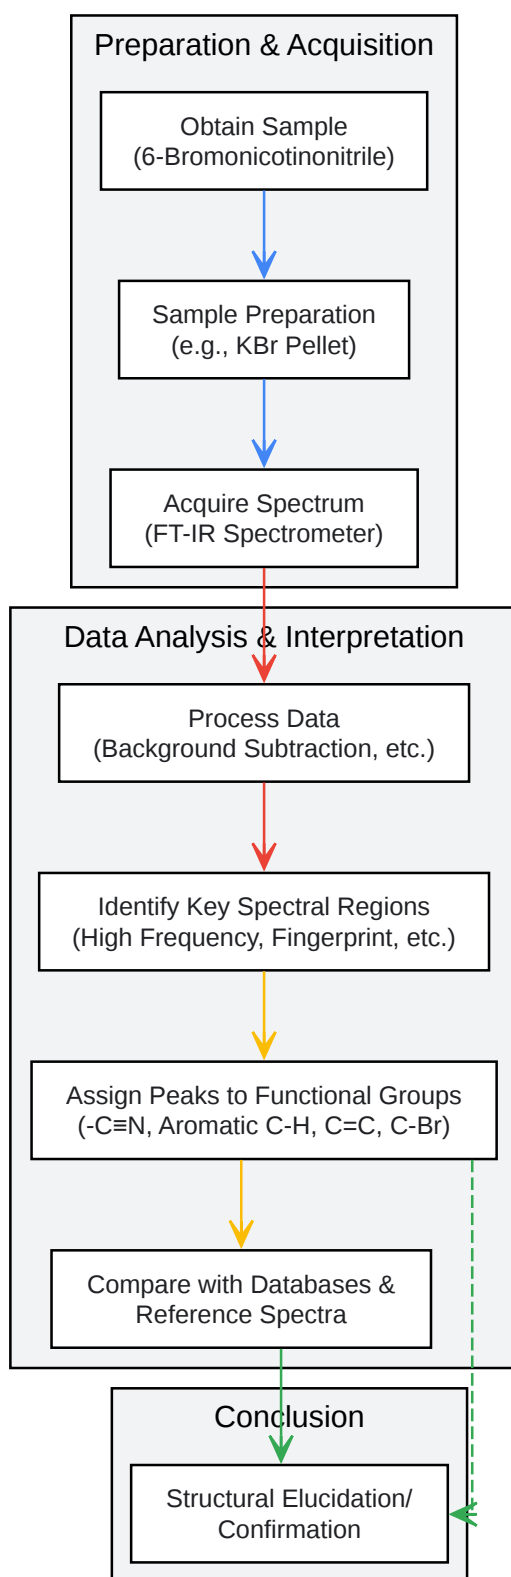 Preparation & Acquisition
Obtain Sample
(6-Bromonicotinonitrile)
Sample Preparation
(e.g., KBr Pellet)
Acquire Spectrum
(FT-IR Spectrometer)
Data Analysis & Interpretation
Process Data
(Background Subtraction, etc.)
Identify Key Spectral Regions
(High Frequency, Fingerprint, etc.)
Assign Peaks to Functional Groups
(-C≡N, Aromatic C-H, C=C, C-Br)
Compare with Databases &
Reference Spectra
Conclusion
Structural Elucidation/
Confirmation